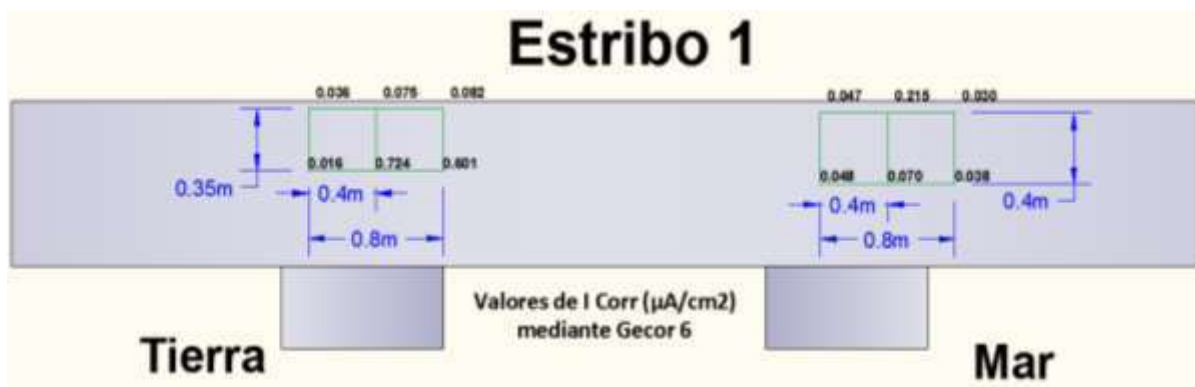 Estribo 1
0.036 0.075 0.082
0.047 0.215 0.030
0.016 0.724 0.601
0.048 0.070 0.038
0.35m
0.4m
0.8m
0.4m
0.8m
0.4m
Valores de I Corr (µA/cm2)
mediante Gecor 6
Tierra
Mar